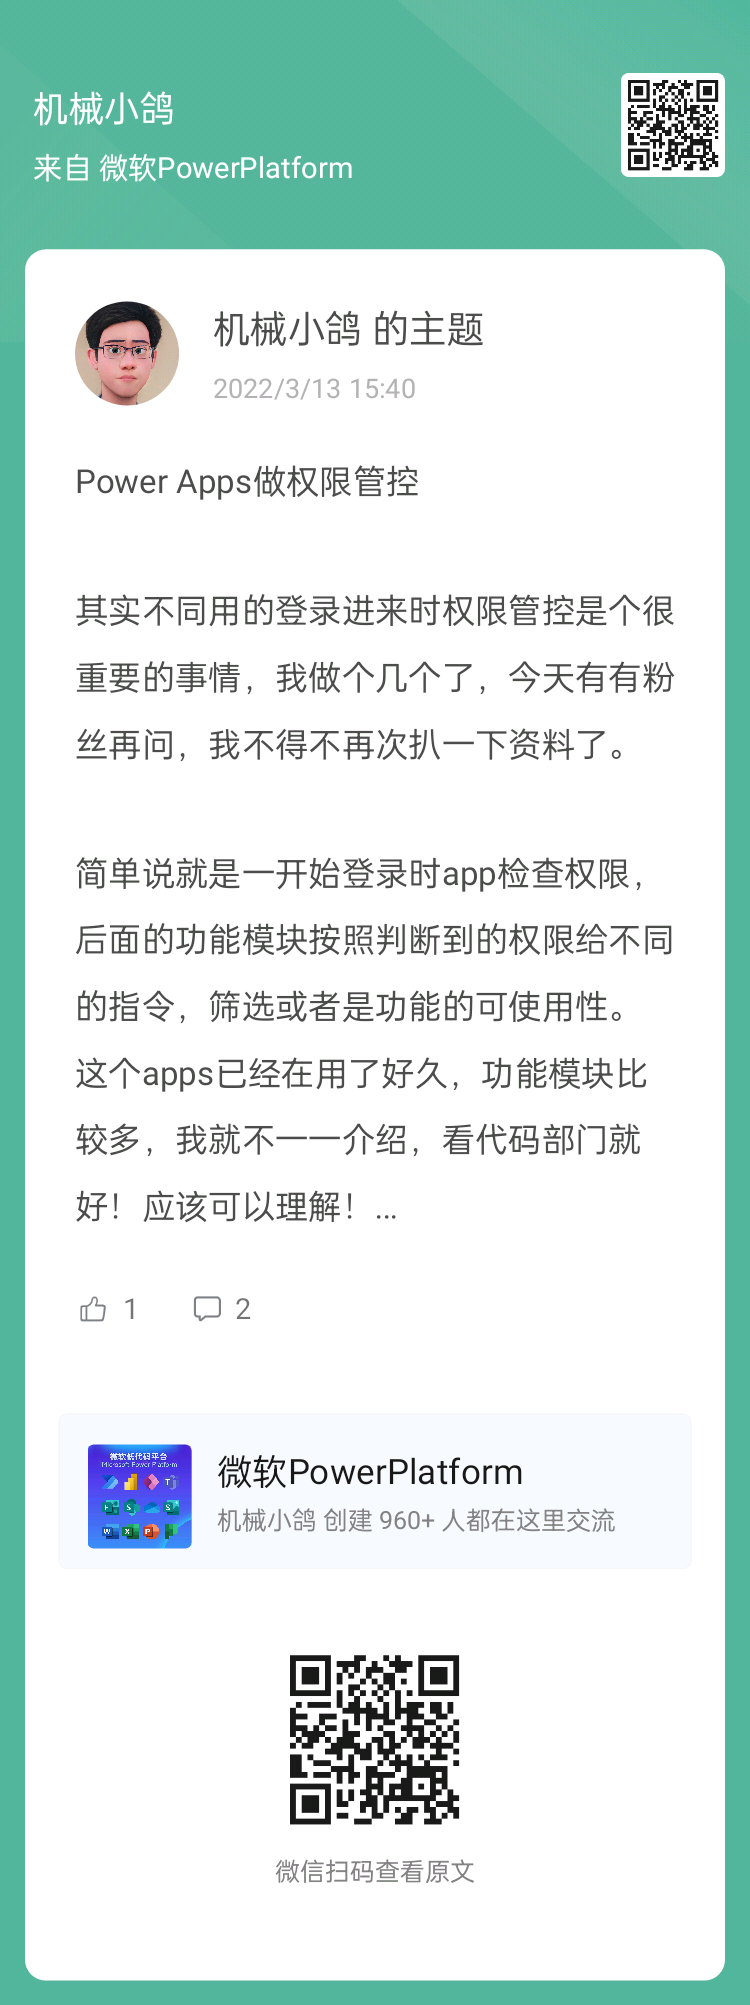 机械小鸽
来自 微软PowerPlatform
机械小鸽 的主题
2022/3/13 15:40
Power Apps做权限管控
其实不同用的登录进来时权限管控是个很
重要的事情，我做个几个了，今天有有粉
丝再问，我不得不再次扒一下资料了。
简单说就是一开始登录时app检查权限，
后面的功能模块按照判断到的权限给不同
的指令，筛选或者是功能的可使用性。
这个apps已经在用了好久，功能模块比
较多，我就不一一介绍，看代码部门就
好！应该可以理解！...
1
2
微软低代码平台
Microsoft Power Platform
微软PowerPlatform
机械小鸽 创建 960+ 人都在这里交流
微信扫码查看原文